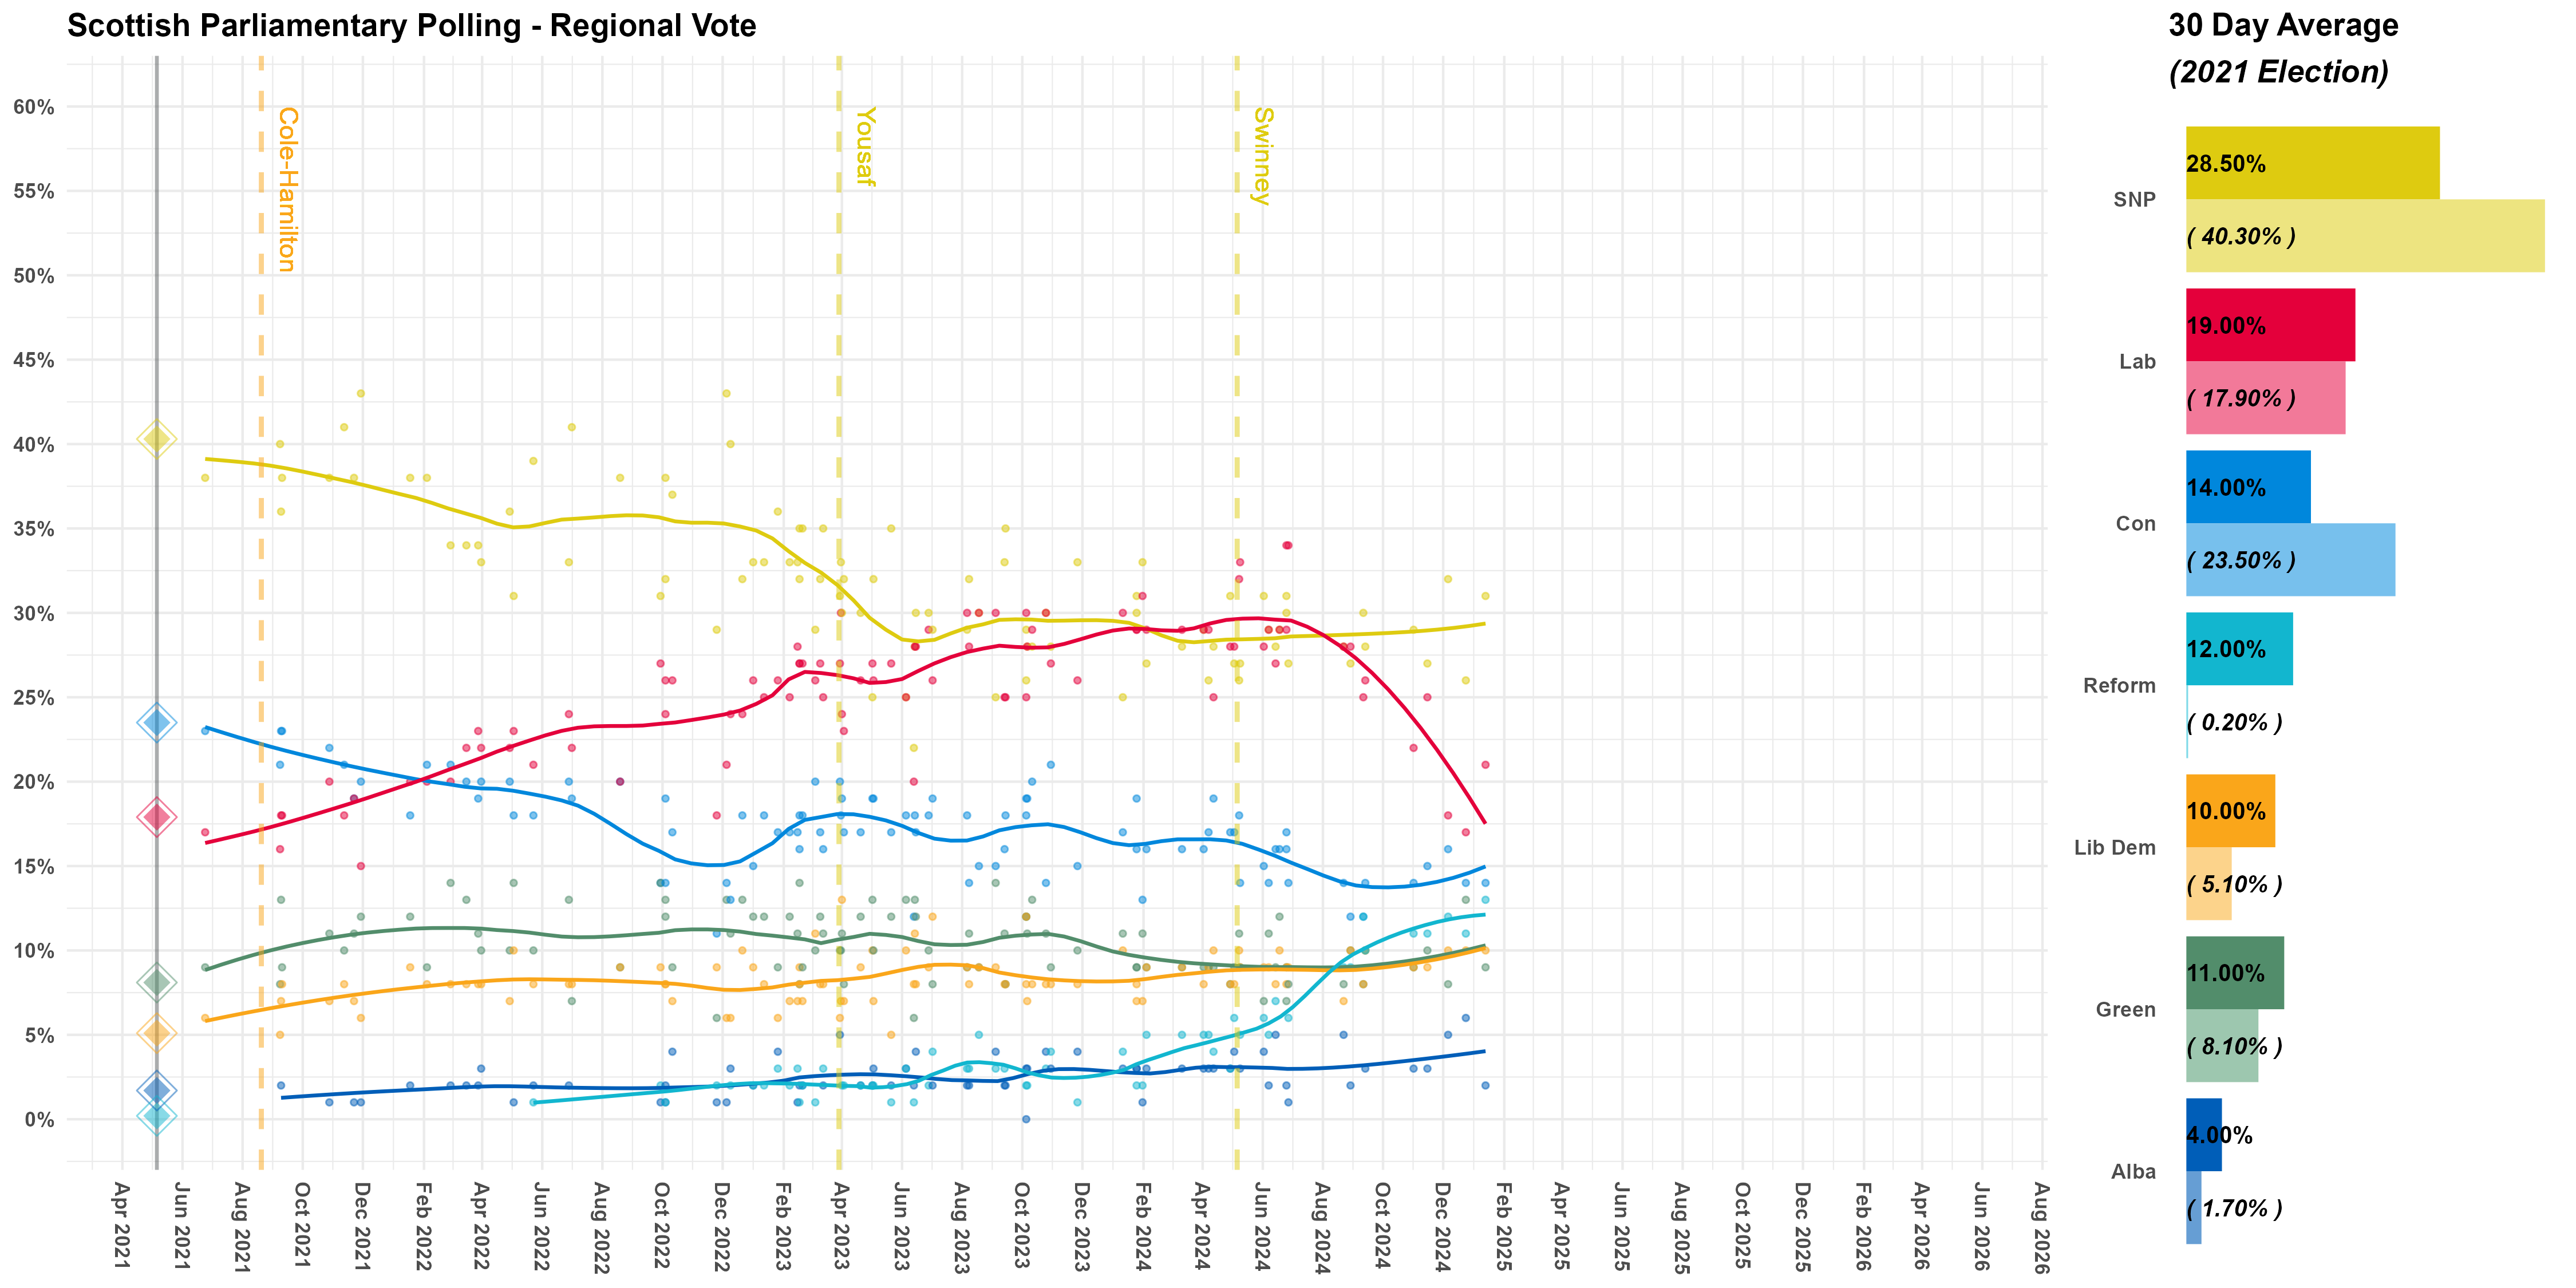 Scottish Parliamentary Polling - Regional Vote
60%
55%
50%
45%
40%
35%
30%
25%
20%
15%
10%
5%
0%
Cole-Hamilton
Yousaf
Swinney
Apr 2021
Jun 2021
Aug 2021
Oct 2021
Dec 2021
Feb 2022
Apr 2022
Jun 2022
Aug 2022
Oct 2022
Dec 2022
Feb 2023
Apr 2023
Jun 2023
Aug 2023
Oct 2023
Dec 2023
Feb 2024
Apr 2024
Jun 2024
Aug 2024
Oct 2024
Dec 2024
Feb 2025
Apr 2025
Jun 2025
Aug 2025
Oct 2025
Dec 2025
Feb 2026
Apr 2026
Jun 2026
Aug 2026
30 Day Average
(2021 Election)
SNP
28.50%
( 40.30% )
Lab
19.00%
( 17.90% )
Con
14.00%
( 23.50% )
Reform
12.00%
( 0.20% )
Lib Dem
10.00%
( 5.10% )
Green
11.00%
( 8.10% )
Alba
4.00%
( 1.70% )